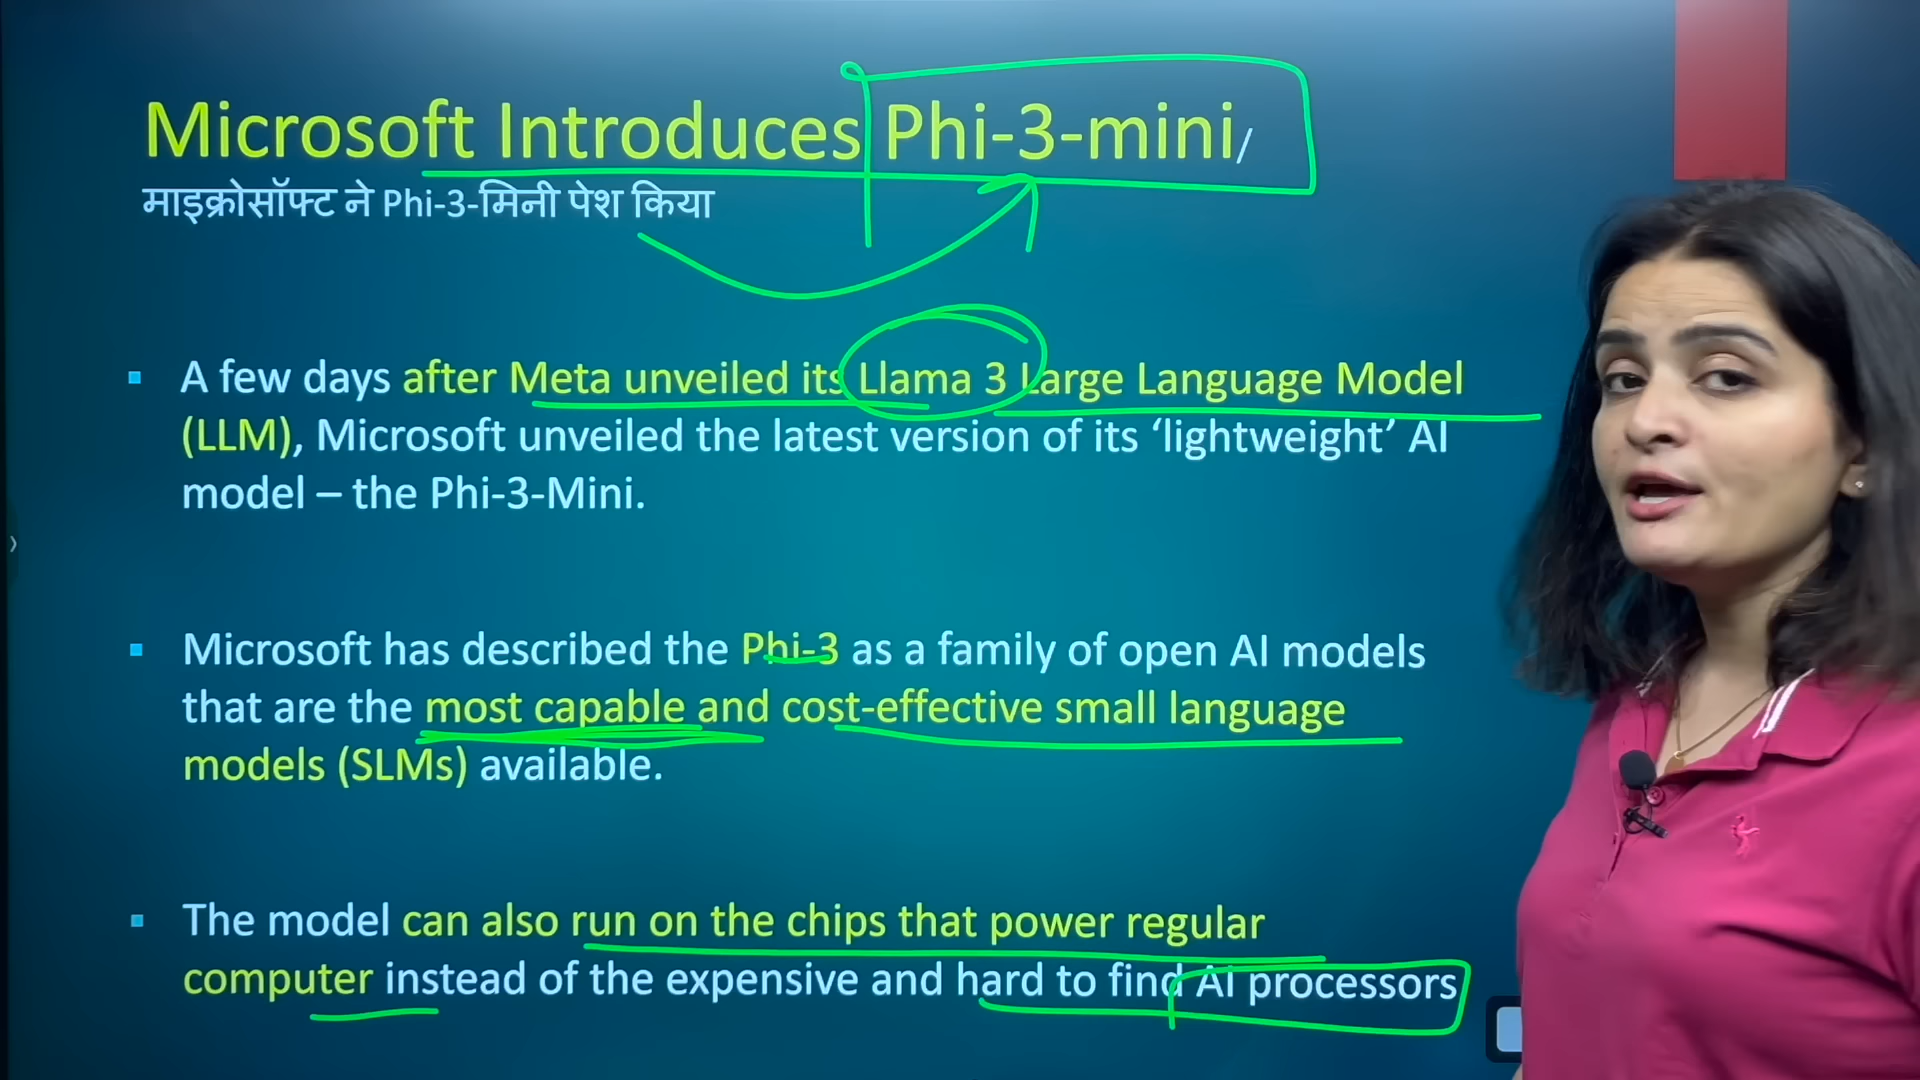 Microsoft Introduces Phi-3-mini/
माइक्रोसॉफ्ट ने Phi-3-मिनी पेश किया
A few days after Meta unveiled its Llama 3 Large Language Model
(LLM), Microsoft unveiled the latest version of its ‘lightweight’ AI
model – the Phi-3-Mini.
Microsoft has described the Phi-3 as a family of open AI models
that are the most capable and cost-effective small language
models (SLMs) available.
The model can also run on the chips that power regular
computer instead of the expensive and hard to find AI processors